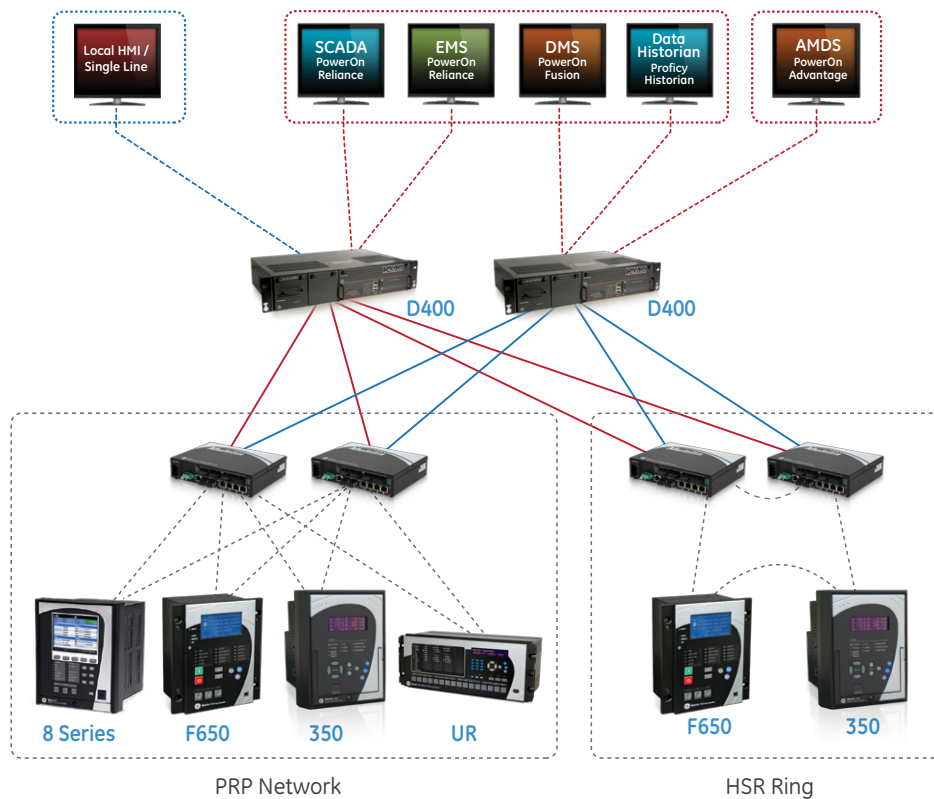 Local HMI /
Single Line
SCADA
PowerOn
Reliance
EMS
PowerOn
Reliance
DMS
PowerOn
Fusion
Data
Historian
Proficy
Historian
AMDS
PowerOn
Advantage
D400
D400
8 Series
F650
350
UR
F650
350
PRP Network
HSR Ring